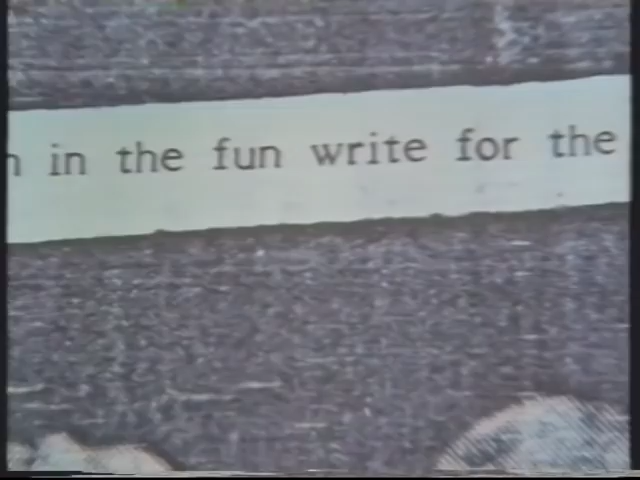 in the fun write for the